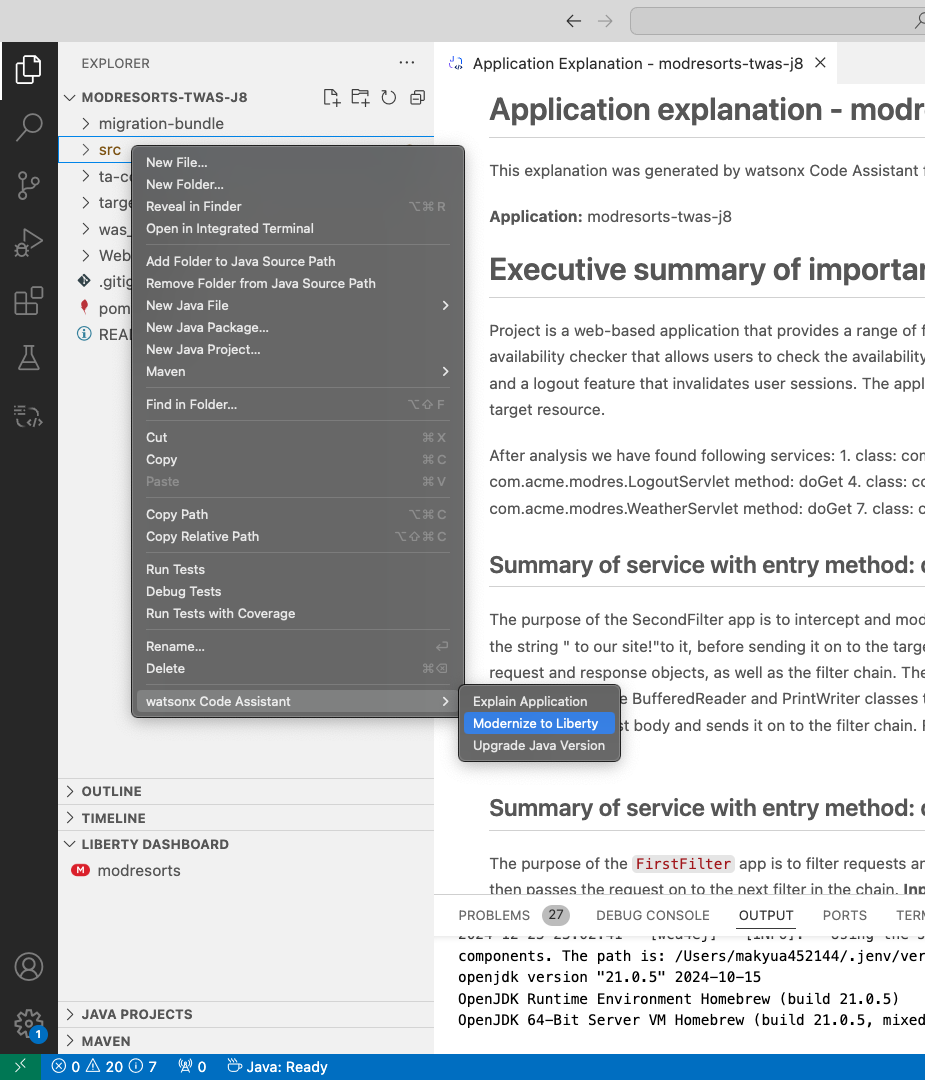 EXPLORER
MODRESORTS-TWAS-J8
migration-bundle
src
ta-co
targe
was_
Web
.gitig
pom
REA
New File...
New Folder...
Reveal in Finder ⌥⌘ R
Open in Integrated Terminal
Add Folder to Java Source Path
Remove Folder from Java Source Path
New Java File
New Java Package...
New Java Project...
Maven
Find in Folder... ⌥⇧ F
Cut ⌘ X
Copy ⌘ C
Paste ⌘ V
Copy Path ⌥⌘ C
Copy Relative Path ⌥⇧⌘ C
Run Tests
Debug Tests
Run Tests with Coverage
Rename... ⏎
Delete ⌘⌫
watsonx Code Assistant
Explain Application
Modernize to Liberty
Upgrade Java Version
OUTLINE
TIMELINE
LIBERTY DASHBOARD
M modresorts
JAVA PROJECTS
MAVEN
1
Application Explanation - modresorts-twas-j8
Application explanation - modr
This explanation was generated by watsonx Code Assistant f
Application: modresorts-twas-j8
Executive summary of importan
Project is a web-based application that provides a range of f
availability checker that allows users to check the availability
and a logout feature that invalidates user sessions. The appl
target resource.
After analysis we have found following services: 1. class: com
com.acme.modres.LogoutServlet method: doGet 4. class: co
com.acme.modres.WeatherServlet method: doGet 7. class: c
Summary of service with entry method:
The purpose of the SecondFilter app is to intercept and mod
the string " to our site!"to it, before sending it on to the targe
request and response objects, as well as the filter chain. The
e BufferedReader and PrintWriter classes t
st body and sends it on to the filter chain.
Summary of service with entry method:
The purpose of the FirstFilter app is to filter requests an
then passes the request on to the next filter in the chain. Inp
PROBLEMS 27 DEBUG CONSOLE OUTPUT PORTS TERM
components. The path is: /Users/makyua452144/.jenv/ver
openjdk version "21.0.5" 2024-10-15
OpenJDK Runtime Environment Homebrew (build 21.0.5)
OpenJDK 64-Bit Server VM Homebrew (build 21.0.5, mixed
0 20 7 0 Java: Ready